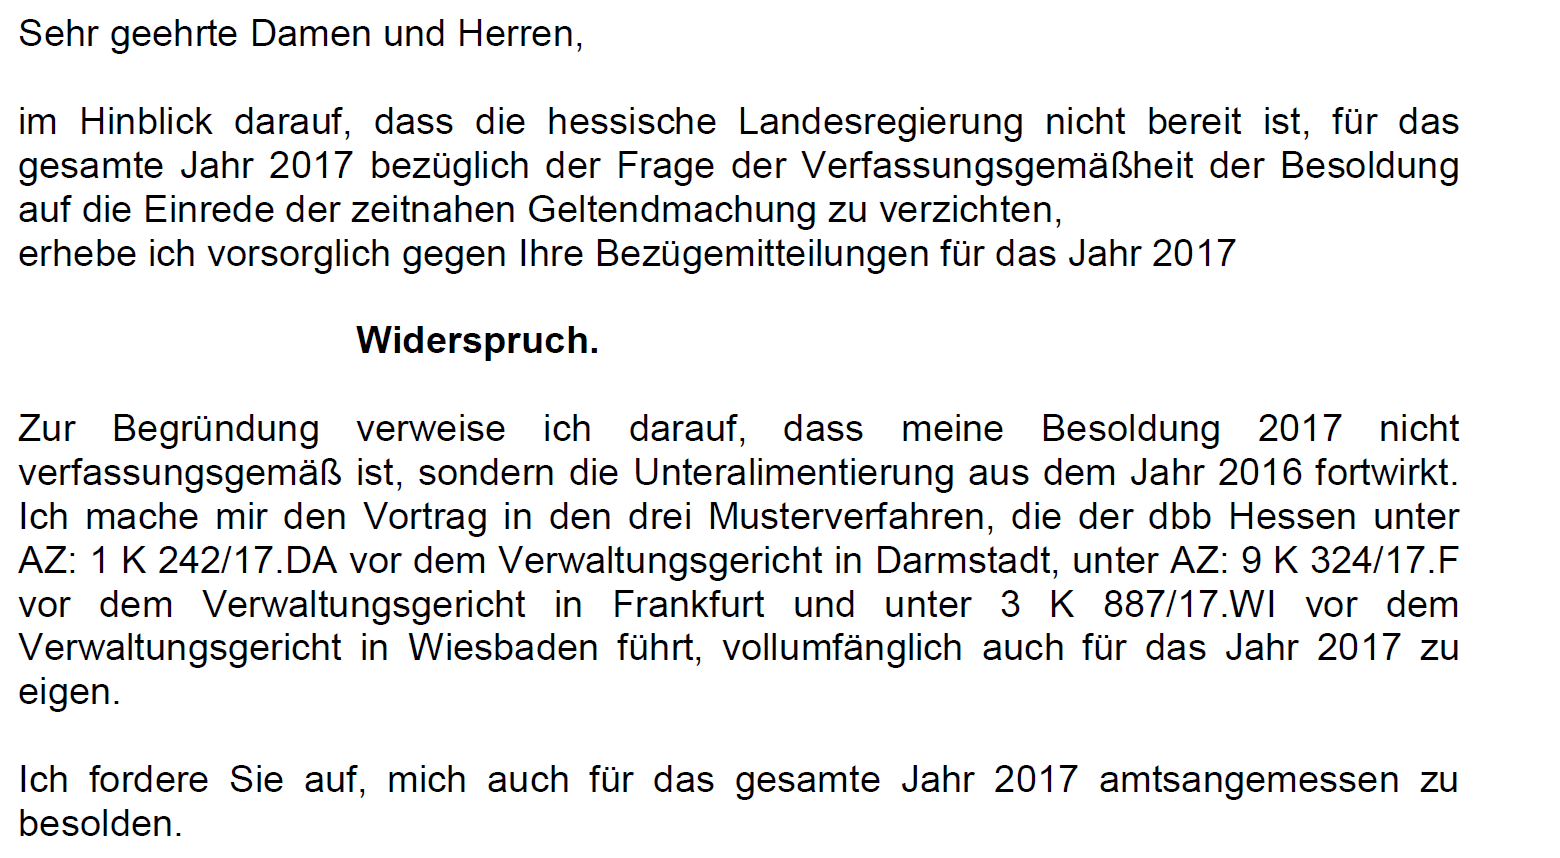 Sehr geehrte Damen und Herren,
im Hinblick darauf, dass die hessische Landesregierung nicht bereit ist, für das
gesamte Jahr 2017 bezüglich der Frage der Verfassungsgemäßheit der Besoldung
auf die Einrede der zeitnahen Geltendmachung zu verzichten,
erhebe ich vorsorglich gegen Ihre Bezügemitteilungen für das Jahr 2017
Widerspruch.
Zur Begründung verweise ich darauf, dass meine Besoldung 2017 nicht
verfassungsgemäß ist, sondern die Unteralimentierung aus dem Jahr 2016 fortwirkt.
Ich mache mir den Vortrag in den drei Musterverfahren, die der dbb Hessen unter
AZ: 1 K 242/17.DA vor dem Verwaltungsgericht in Darmstadt, unter AZ: 9 K 324/17.F
vor dem Verwaltungsgericht in Frankfurt und unter 3 K 887/17.WI vor dem
Verwaltungsgericht in Wiesbaden führt, vollumfänglich auch für das Jahr 2017 zu
eigen.
Ich fordere Sie auf, mich auch für das gesamte Jahr 2017 amtsangemessen zu
besolden.